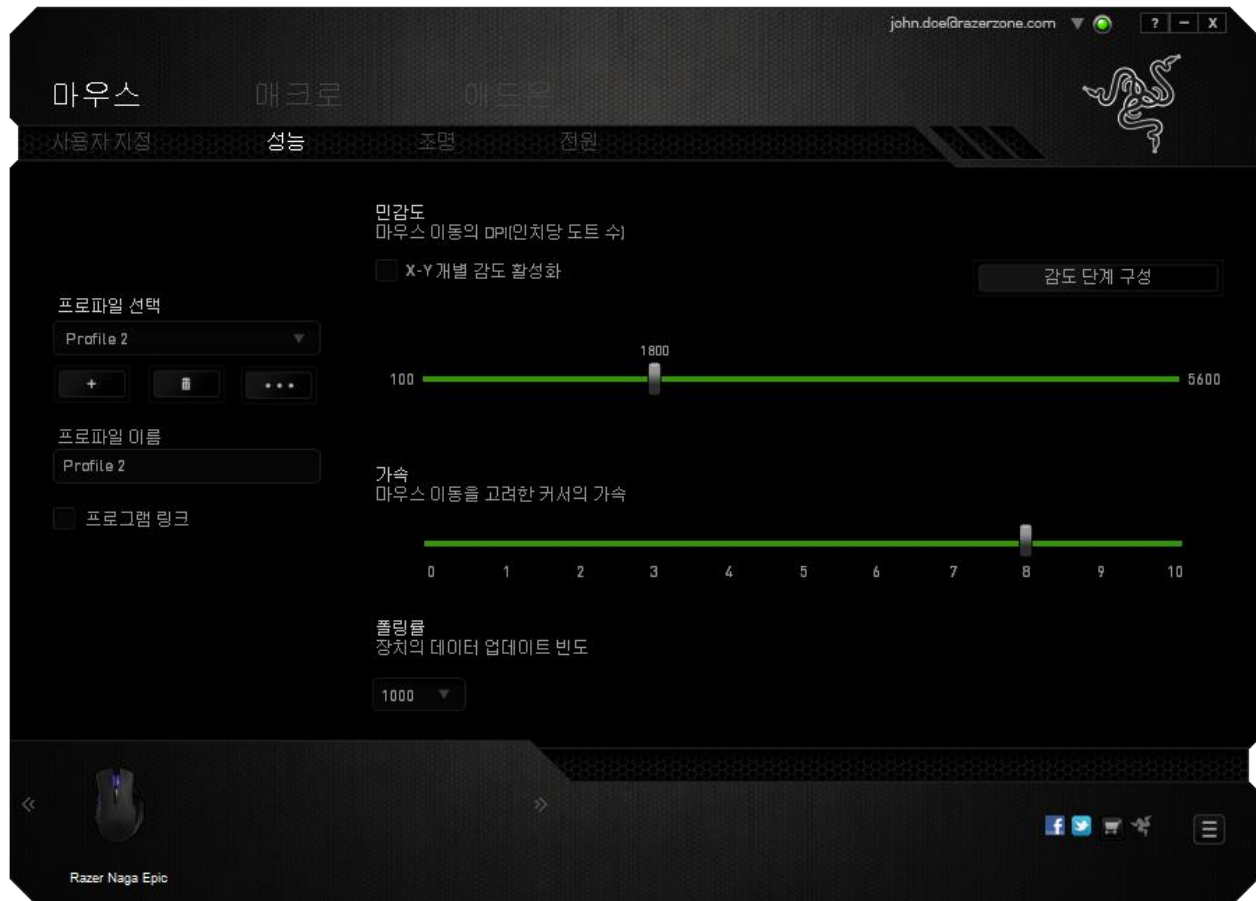 john.doe@razerzone.com
? – X
마우스 매크로 애드온
사용자 지정 성능 조명 전원
민감도
마우스 이동의 DPI(인치당 도트 수)
X-Y 개별 감도 활성화
감도 단계 구성
프로파일 선택
Profile 2
1800
100 5600
프로파일 이름
Profile 2
프로그램 링크
가속
마우스 이동을 고려한 커서의 가속
0 1 2 3 4 5 6 7 8 9 10
폴링률
장치의 데이터 업데이트 빈도
1000
Razer Naga Epic